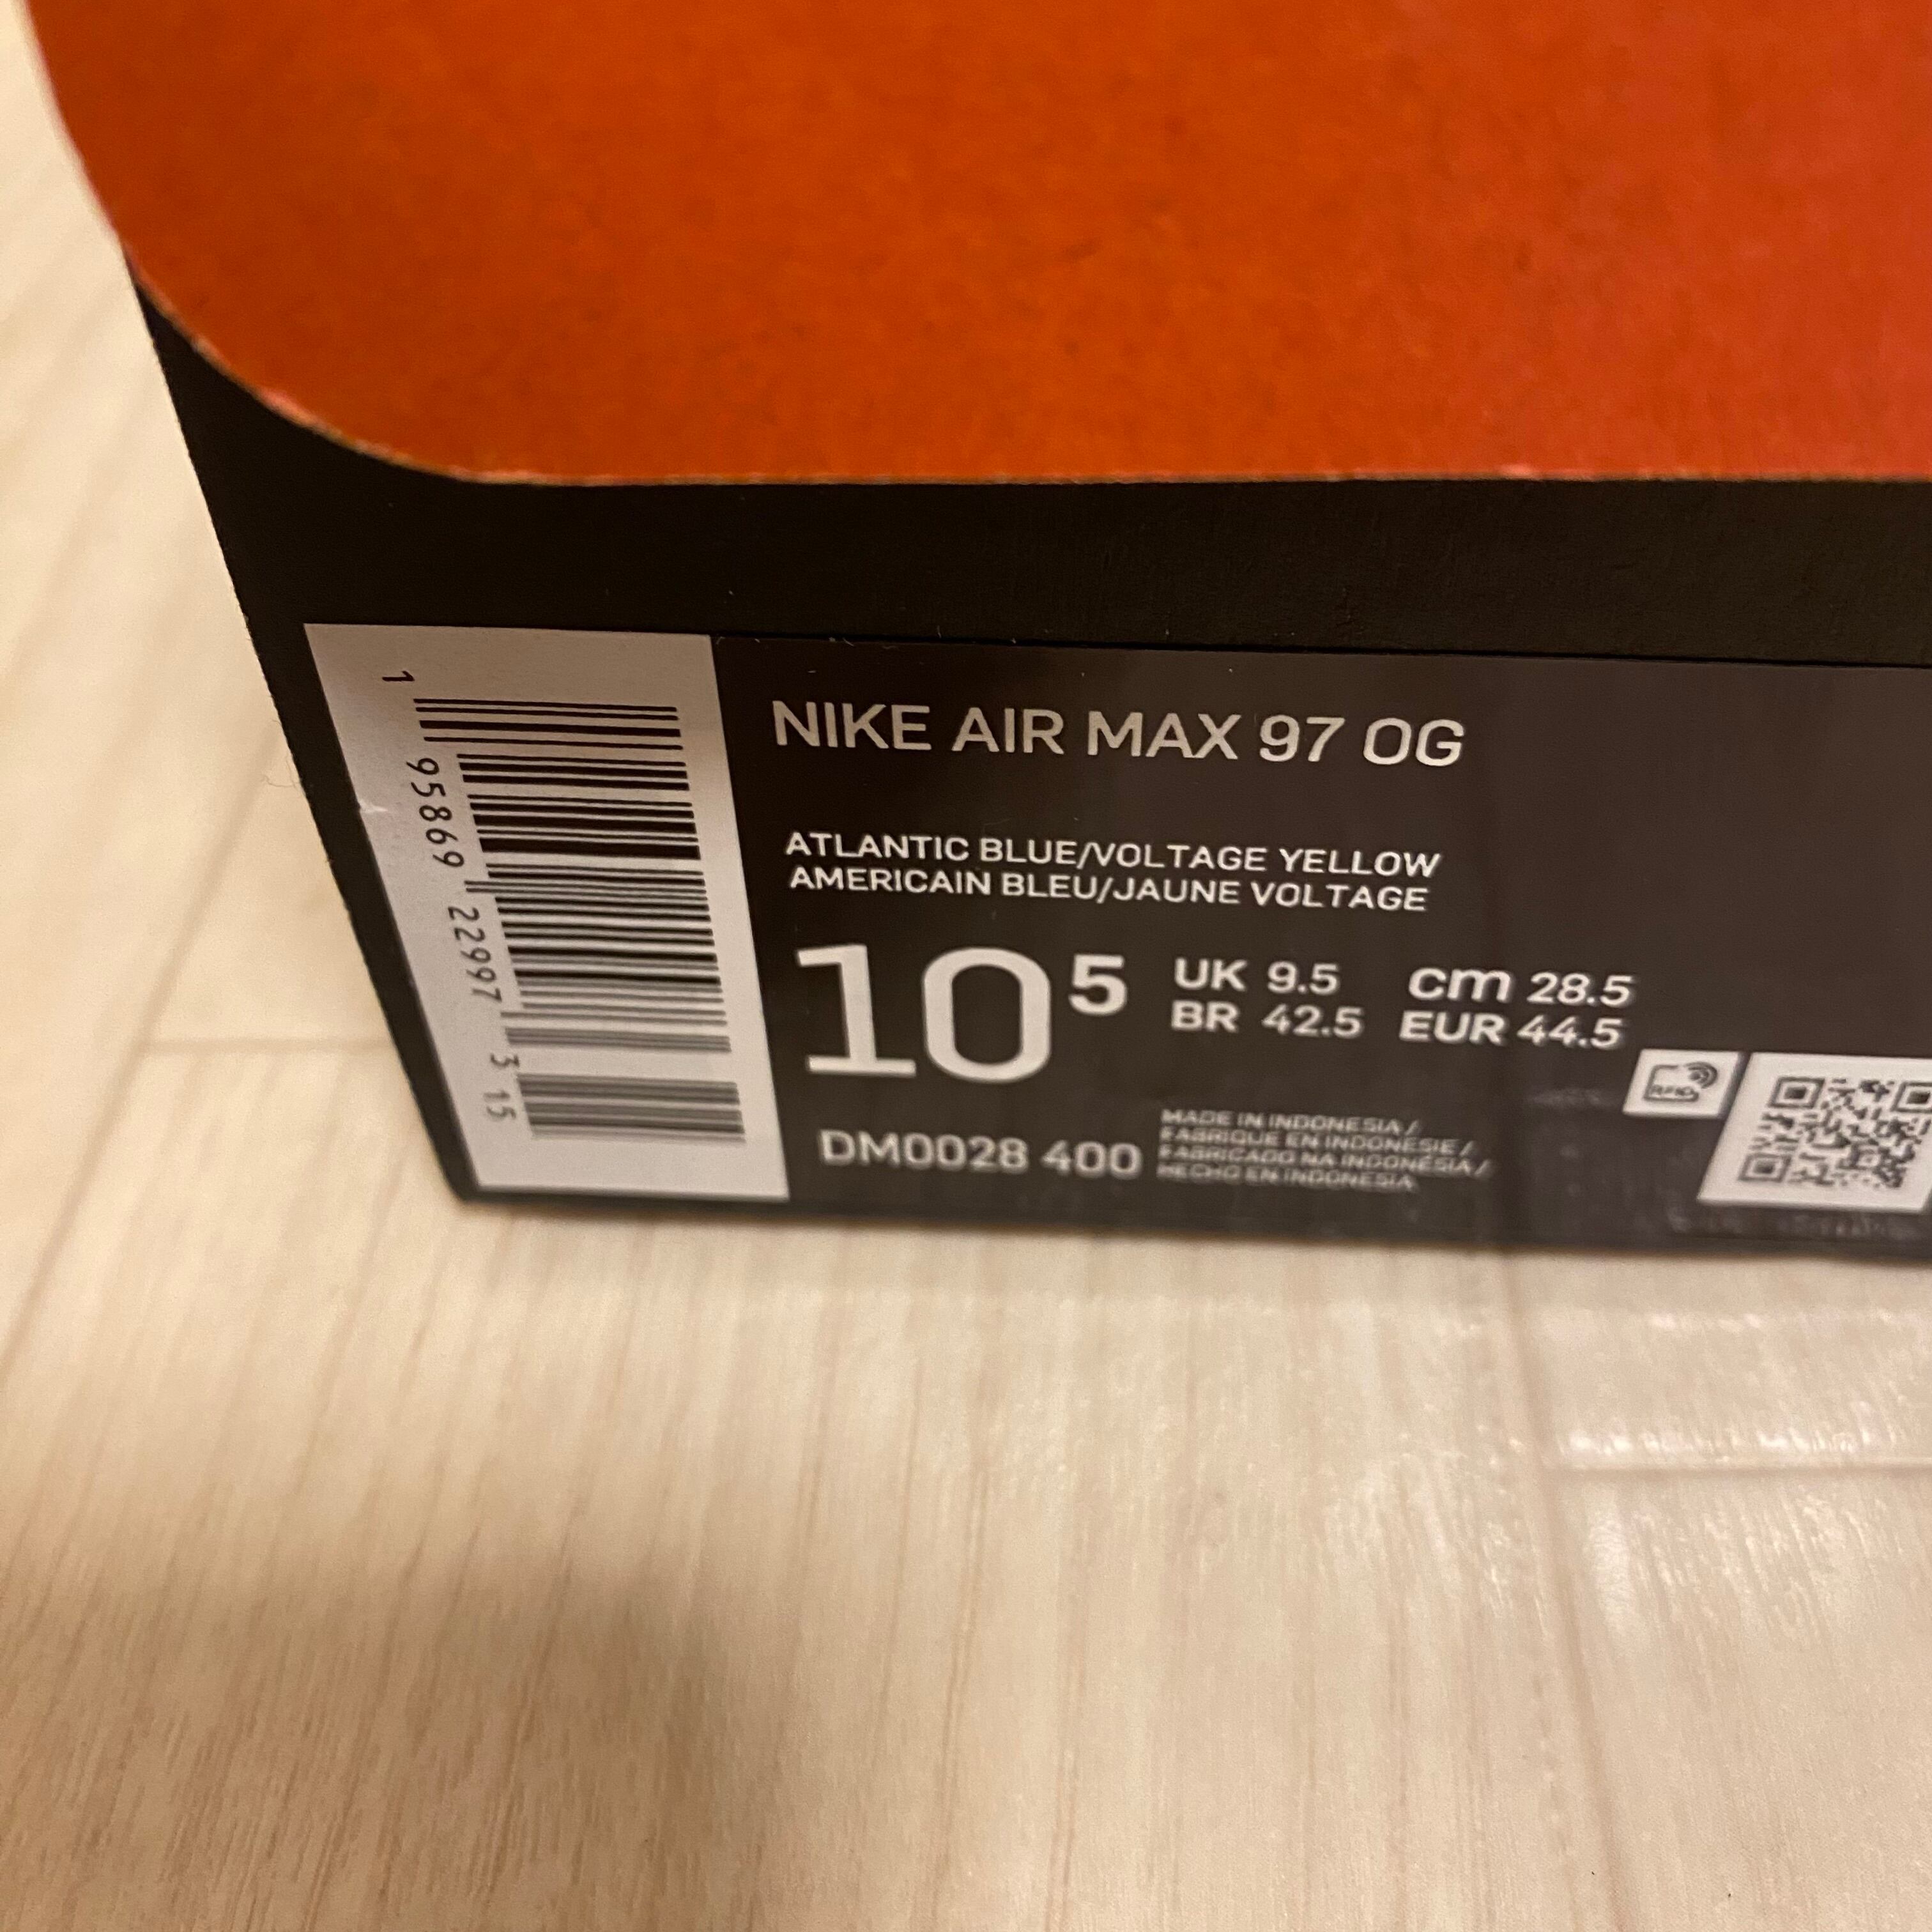 1 95869 22997 3 15
NIKE AIR MAX 97 OG
ATLANTIC BLUE/VOLTAGE YELLOW
AMERICAIN BLEU/JAUNE VOLTAGE
10 5
UK 9.5 cm 28.5
BR 42.5 EUR 44.5
RFID
DM0028 400
MADE IN INDONESIA /
FABRIQUE EN INDONESIE /
FABRICADO NA INDONÉSIA /
HECHO EN INDONESIA